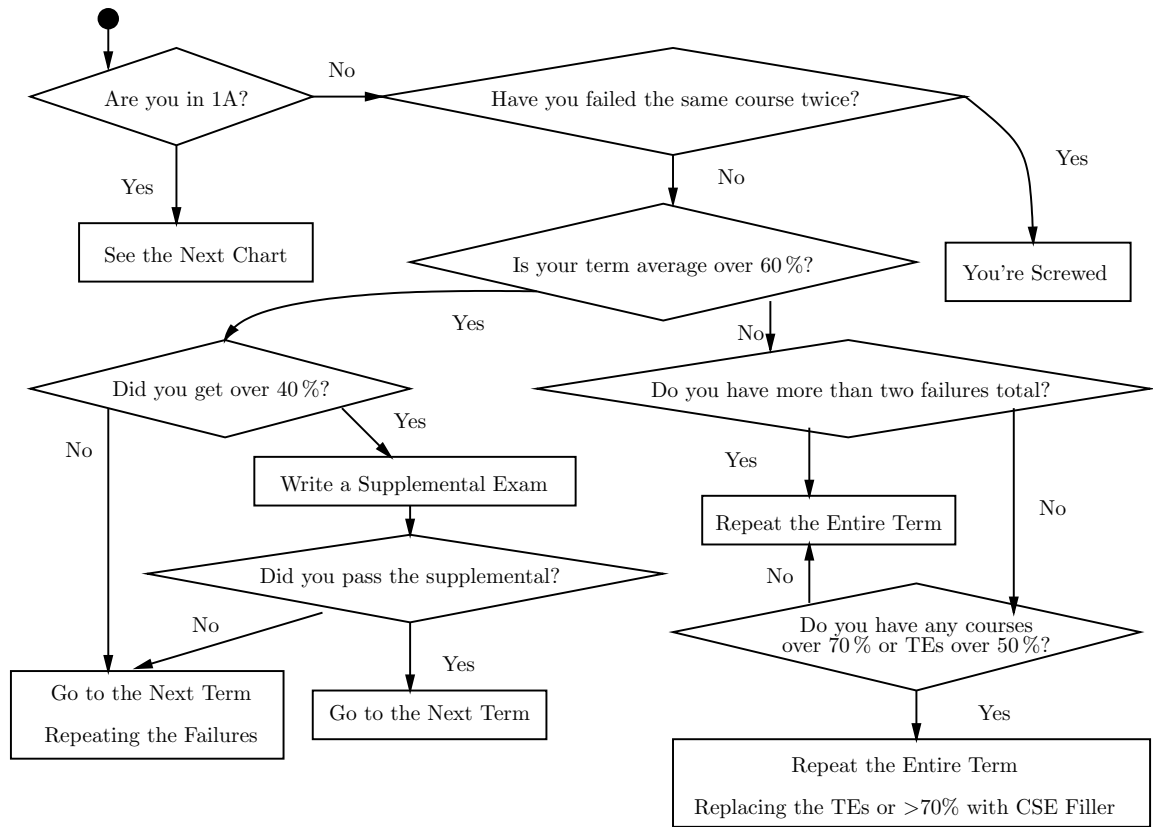 No
Are you in 1A?
Have you failed the same course twice?
Yes
Yes
No
See the Next Chart
Is your term average over 60 %?
You're Screwed
Yes
No
Did you get over 40 %?
Do you have more than two failures total?
Yes
No
Yes
Write a Supplemental Exam
No
Repeat the Entire Term
Did you pass the supplemental?
No
No
Do you have any courses
over 70 % or TEs over 50 %?
Yes
Go to the Next Term
Repeating the Failures
Go to the Next Term
Yes
Repeat the Entire Term
Replacing the TEs or >70% with CSE Filler